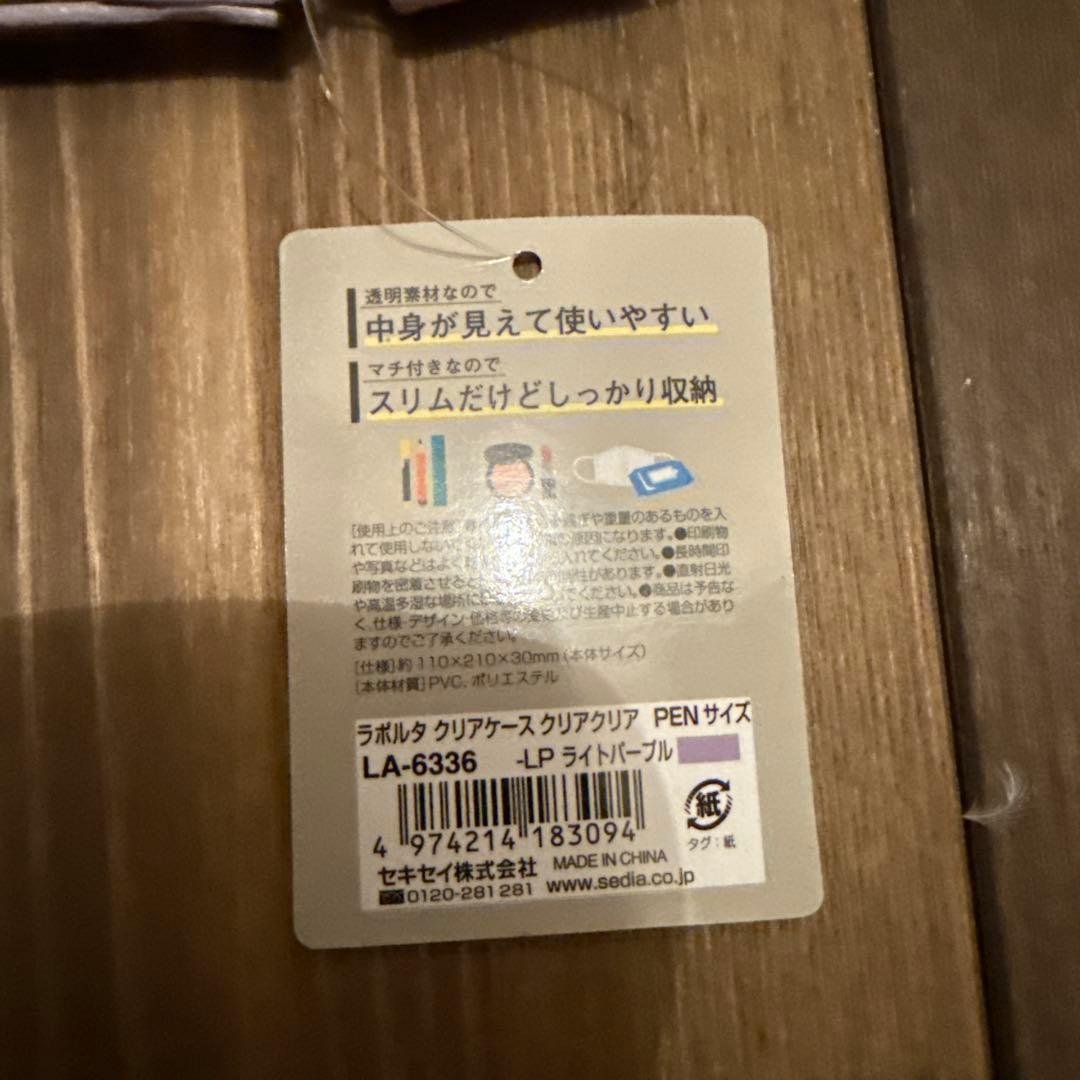 透明素材なので
中身が見えて使いやすい
マチ付きなので
スリムだけどしっかり収納
[使用上のご注意] や重量のあるものを入
れて使用しないで 原因になります。●印刷物
や写真などはよく 入れてください。●長時間印
刷物を密着させると 性があります。●直射日光
や高温多湿な場所に でください。●商品は予告な
く、仕様・デザイン・価格等の変更及び生産中止する場合があり
ますのでご了承ください。
[仕様]約110×210×30mm(本体サイズ)
[本体材質]PVC、ポリエステル
ラポルタ クリアケース クリアクリア PENサイズ
LA-6336 -LP ライトパープル
4 974214 183094
紙
タグ:紙
セキセイ株式会社 MADE IN CHINA
0120-281281 www.sedia.co.jp